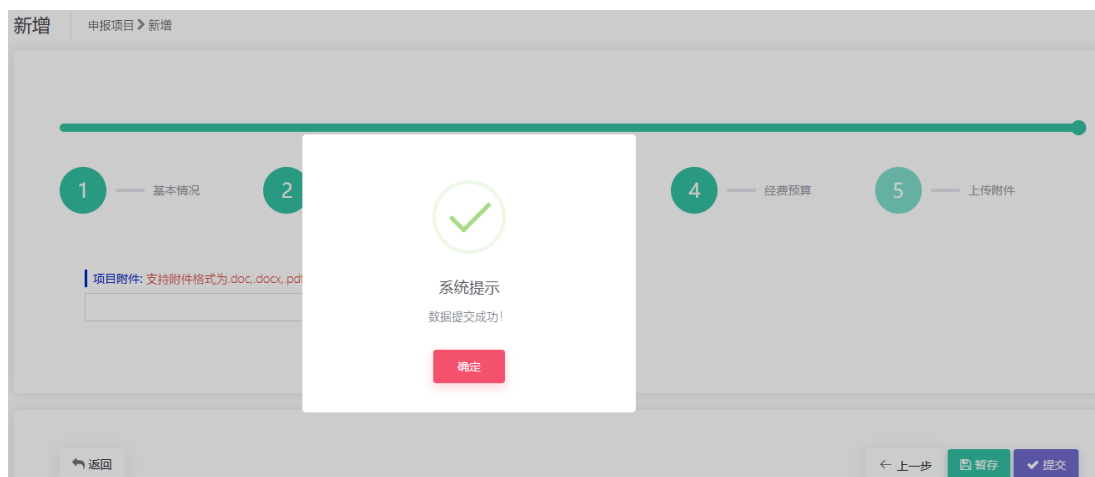 新增 申报项目 新增
1 基本情况 2 4 经费预算 5 上传附件
项目附件: 支持附件格式为.doc,.docx,.pdf
系统提示
数据提交成功!
确定
返回 上一步 暂存 提交